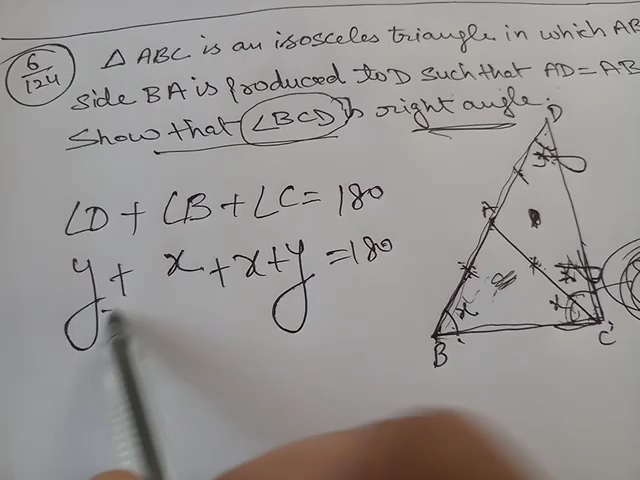 6/124
△ ABC is an isosceles triangle in which AB
side BA is produced to D such that AD = AB
Show that ∠BCD is right angle.
D
∠D + ∠B + ∠C = 180
y + x + x + y = 180
A
x
x
B
C